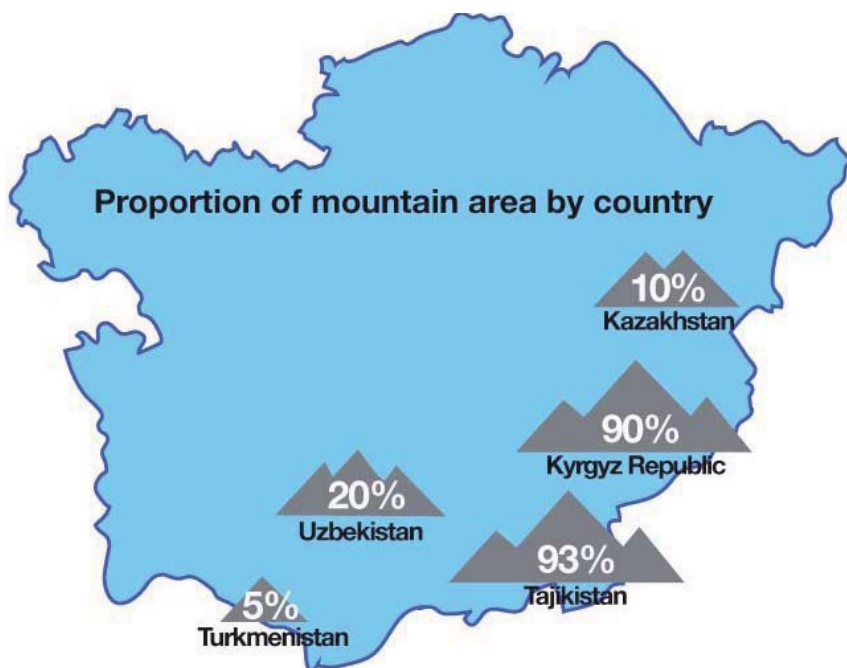 Proportion of mountain area by country
10%
Kazakhstan
90%
Kyrgyz Republic
20%
Uzbekistan
93%
Tajikistan
5%
Turkmenistan